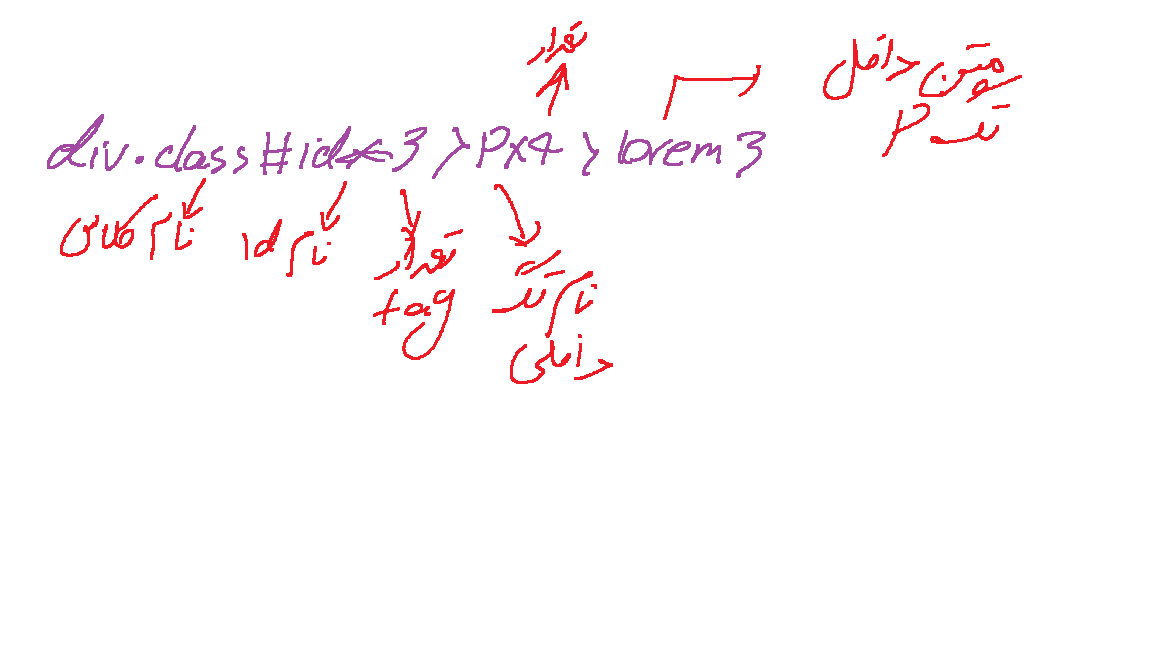 تعداد
متن داخل
تگ P
div.class#id*3>P*4>lorem3
نام کلاس
نام id
تعداد
tag
نام تگ
داخلی